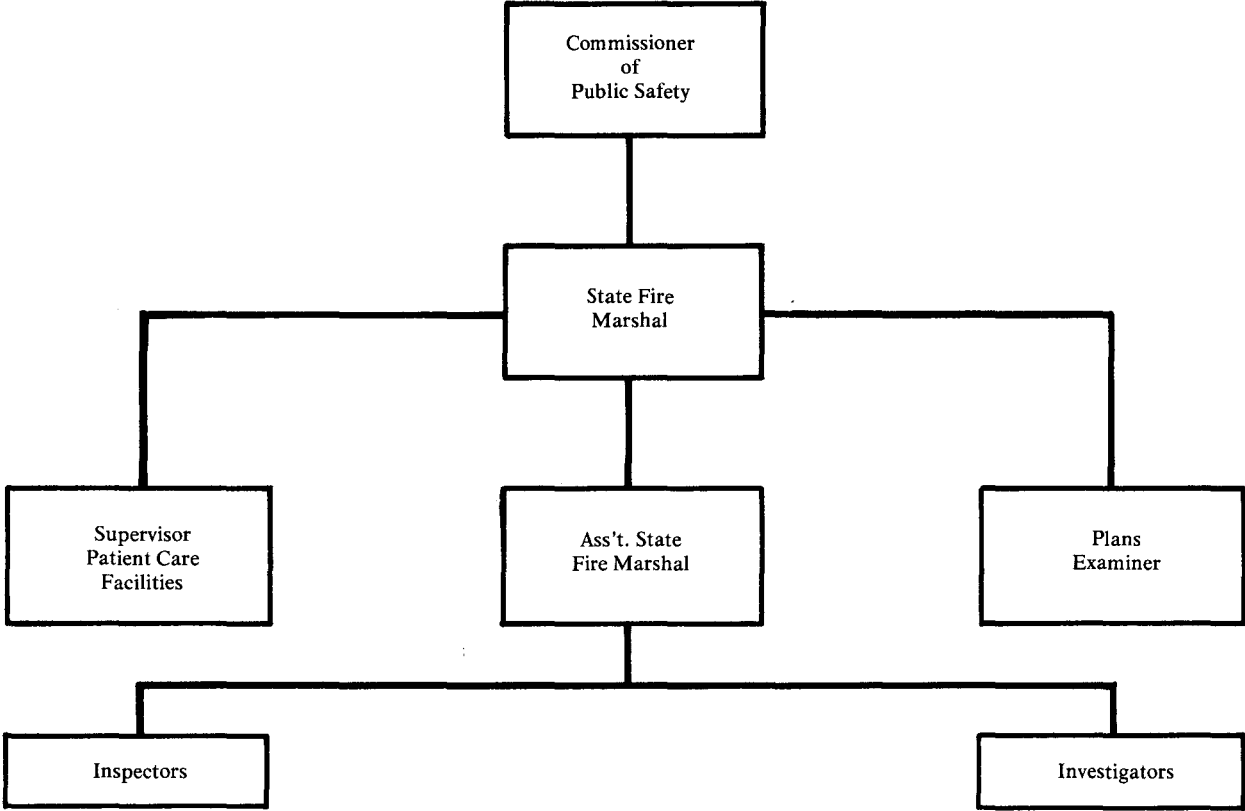 Commissioner
of
Public Safety
State Fire
Marshal
Supervisor
Patient Care
Facilities
Ass't. State
Fire Marshal
Plans
Examiner
Inspectors
Investigators